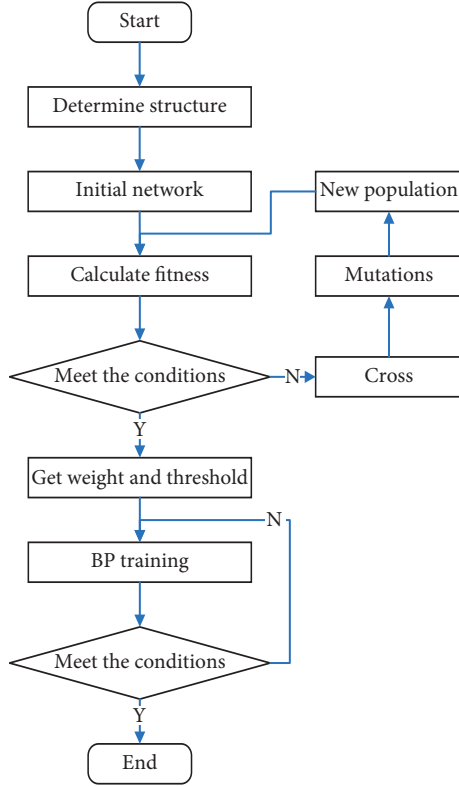 Start
Determine structure
Initial network
New population
Calculate fitness
Mutations
Meet the conditions
N
Cross
Y
Get weight and threshold
N
BP training
Meet the conditions
Y
End